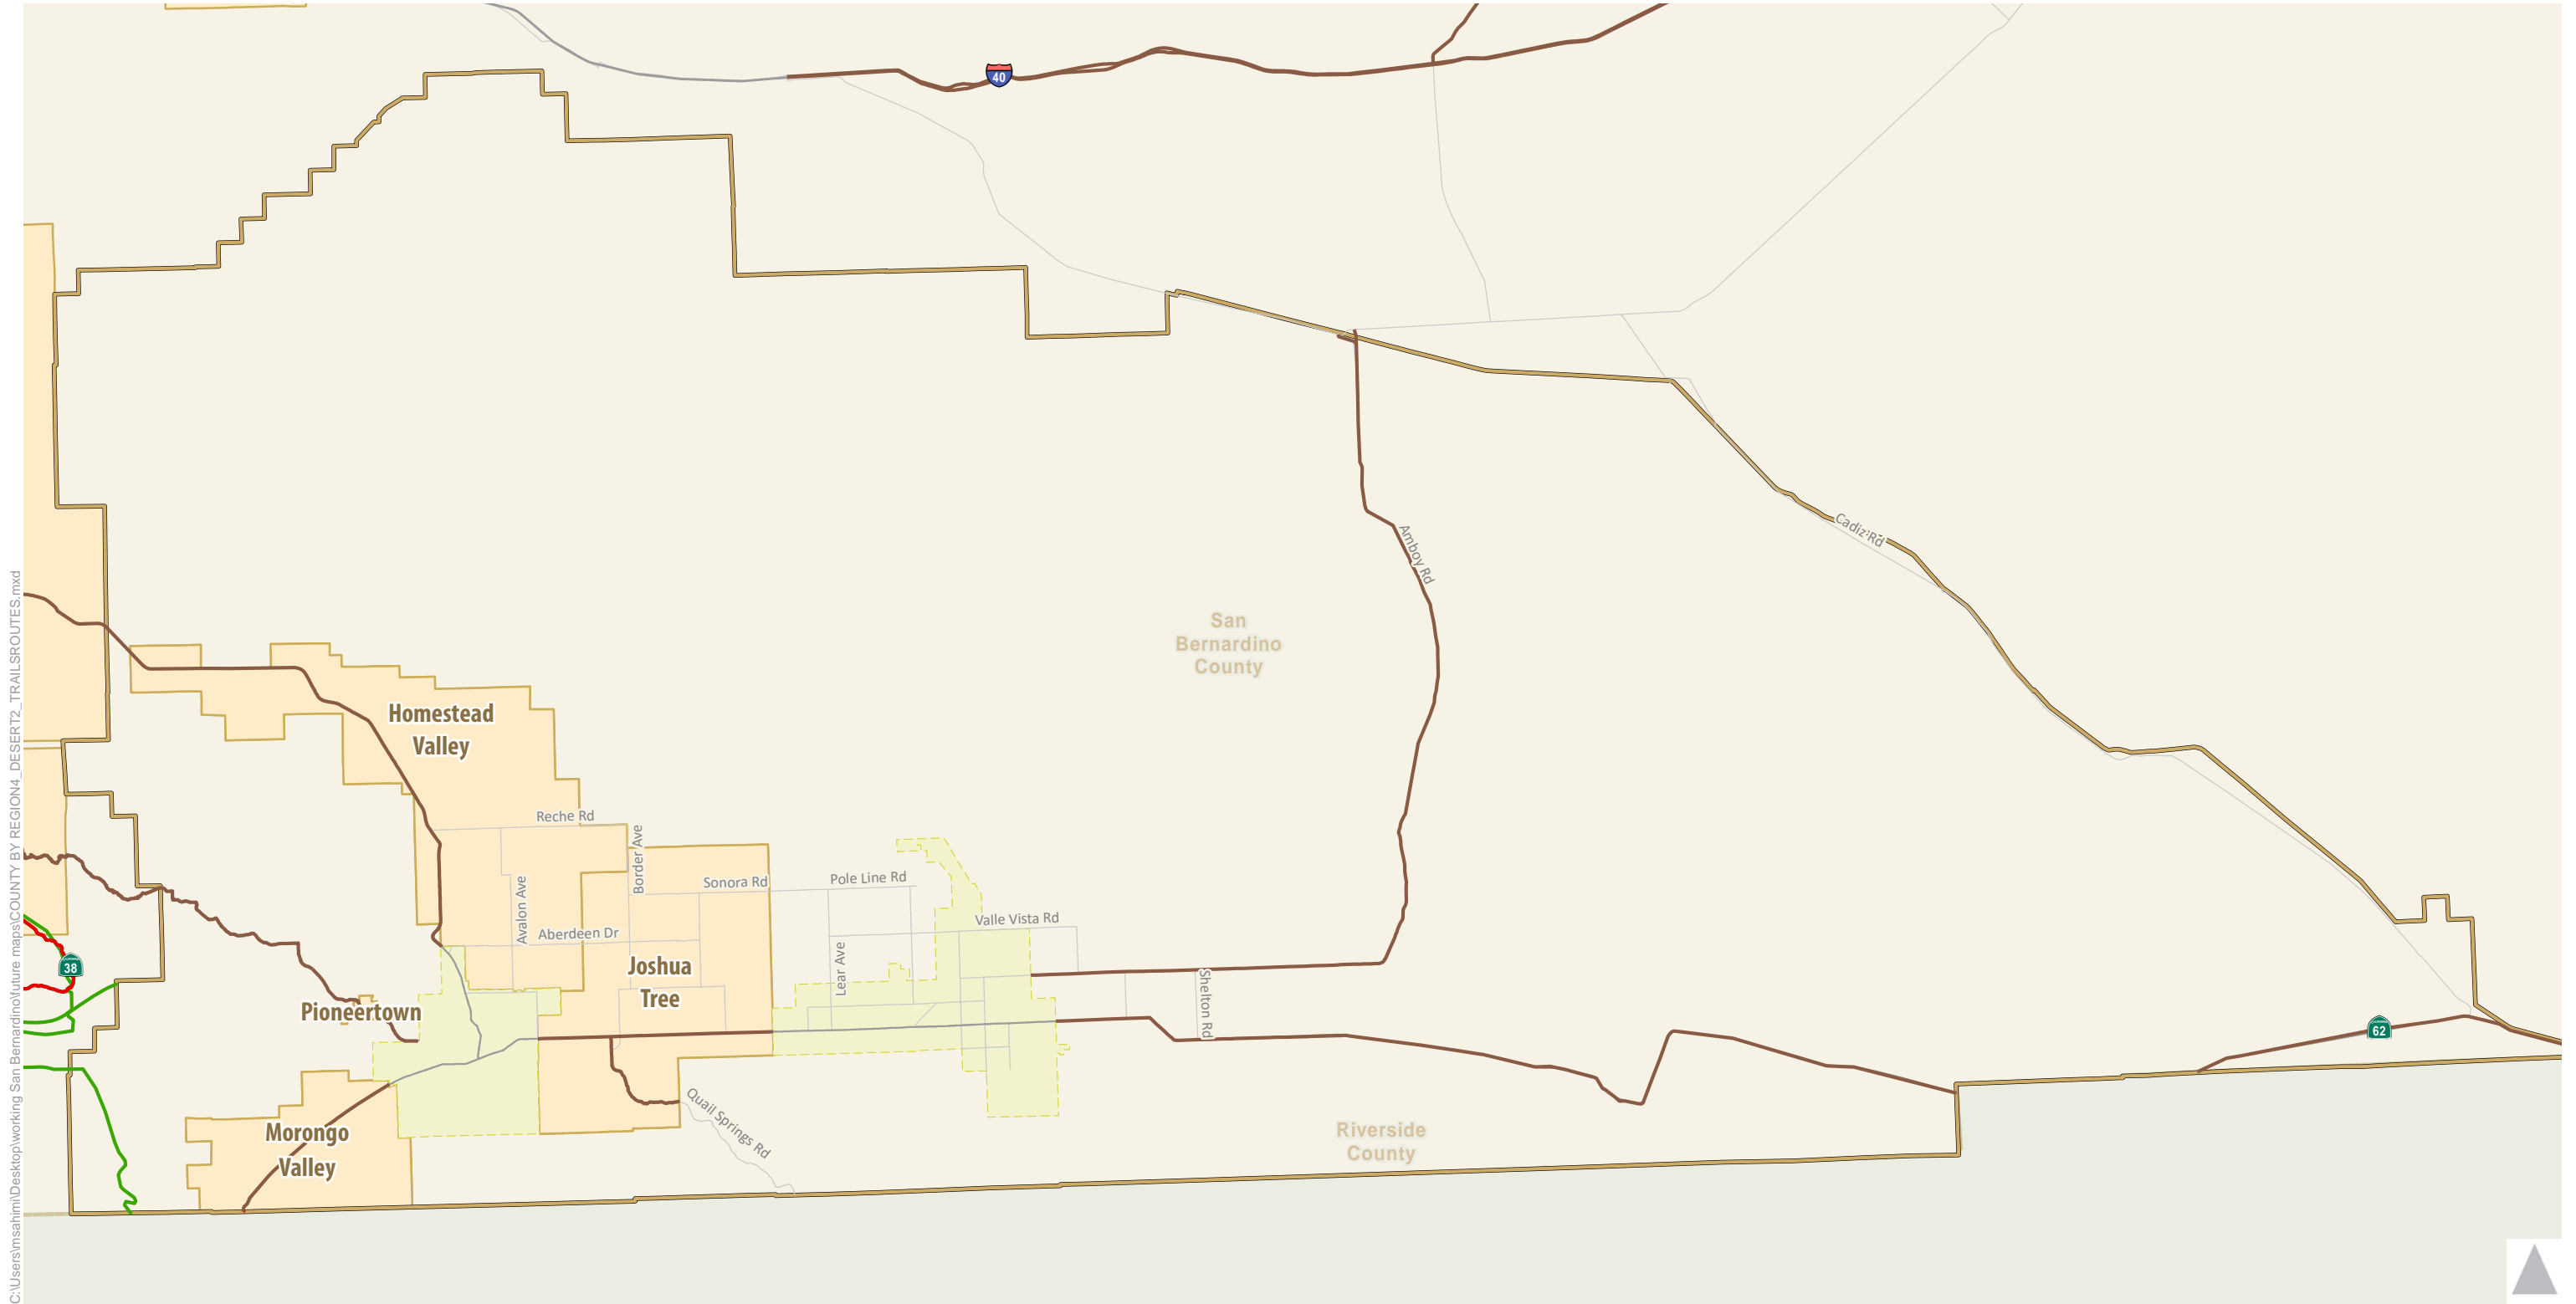 40
Cadiz Rd
Amboy Rd
San
Bernardino
County
Homestead
Valley
Reche Rd
Border Ave
Avalon Ave
Sonora Rd
Pole Line Rd
Aberdeen Dr
Valle Vista Rd
Lear Ave
Joshua
Tree
Shelton Rd
38
Pioneertown
62
Quail Springs Rd
Morongo
Valley
Riverside
County
C:\Users\msahimi\Desktop\working San Bernardino\future maps\COUNTY BY REGION4_DESERT2_TRAILSROUTES.mxd